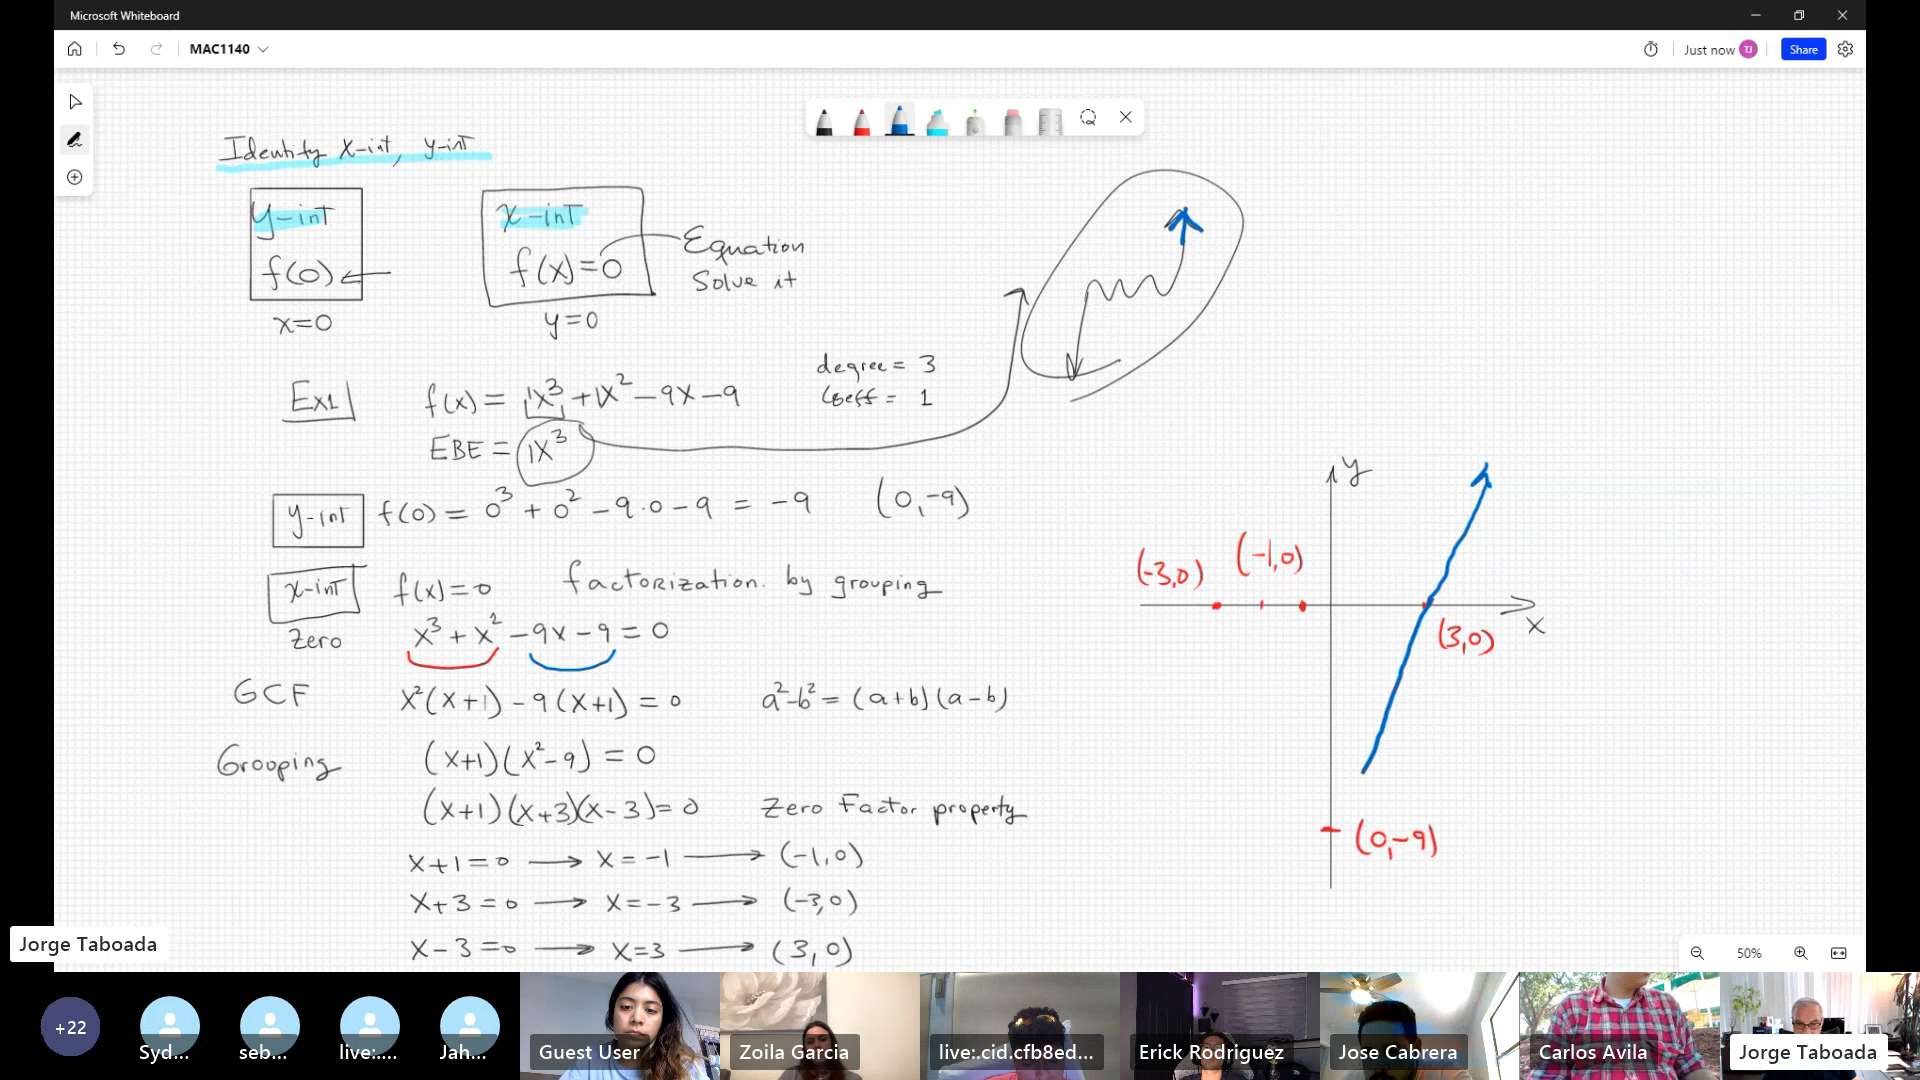 Microsoft Whiteboard
MAC1140
Just now TJ Share
Identify x-int, y-int
y-int
f(0)
x=0
x-int
f(x)=0
y=0
Equation
Solve it
Ex1
f(x) = 1x³ + 1x² - 9x - 9
degree = 3
Coeff = 1
EBE = 1x³
y-int f(0) = 0³ + 0² - 9·0 - 9 = -9 (0,-9)
x-int f(x)=0 factorization. by grouping
Zero x³ + x² - 9x - 9 = 0
GCF x²(x+1) - 9(x+1) = 0 a²-b² = (a+b)(a-b)
Grooping (x+1)(x²-9) = 0
(x+1)(x+3)(x-3) = 0 Zero Factor property
x+1=0 → x=-1 → (-1,0)
x+3=0 → x=-3 → (-3,0)
x-3=0 → x=3 → (3,0)
y
(-3,0) (-1,0)
(3,0) x
(0,-9)
50%
Jorge Taboada
+22
Syd...
seb...
live:....
Jah...
Guest User
Zoila Garcia
live:.cid.cfb8ed...
Erick Rodriguez
Jose Cabrera
Carlos Avila
Jorge Taboada